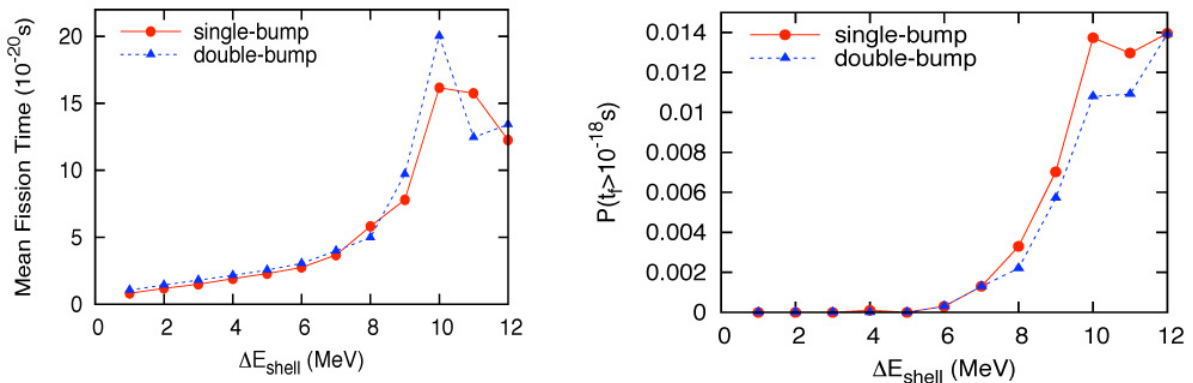 single-bump
double-bump
Mean Fission Time (10⁻²⁰s)
20
15
10
5
0
0 2 4 6 8 10 12
ΔE_shell (MeV)
single-bump
double-bump
P(t_f>10⁻¹⁸s)
0.014
0.012
0.01
0.008
0.006
0.004
0.002
0
0 2 4 6 8 10 12
ΔE_shell (MeV)